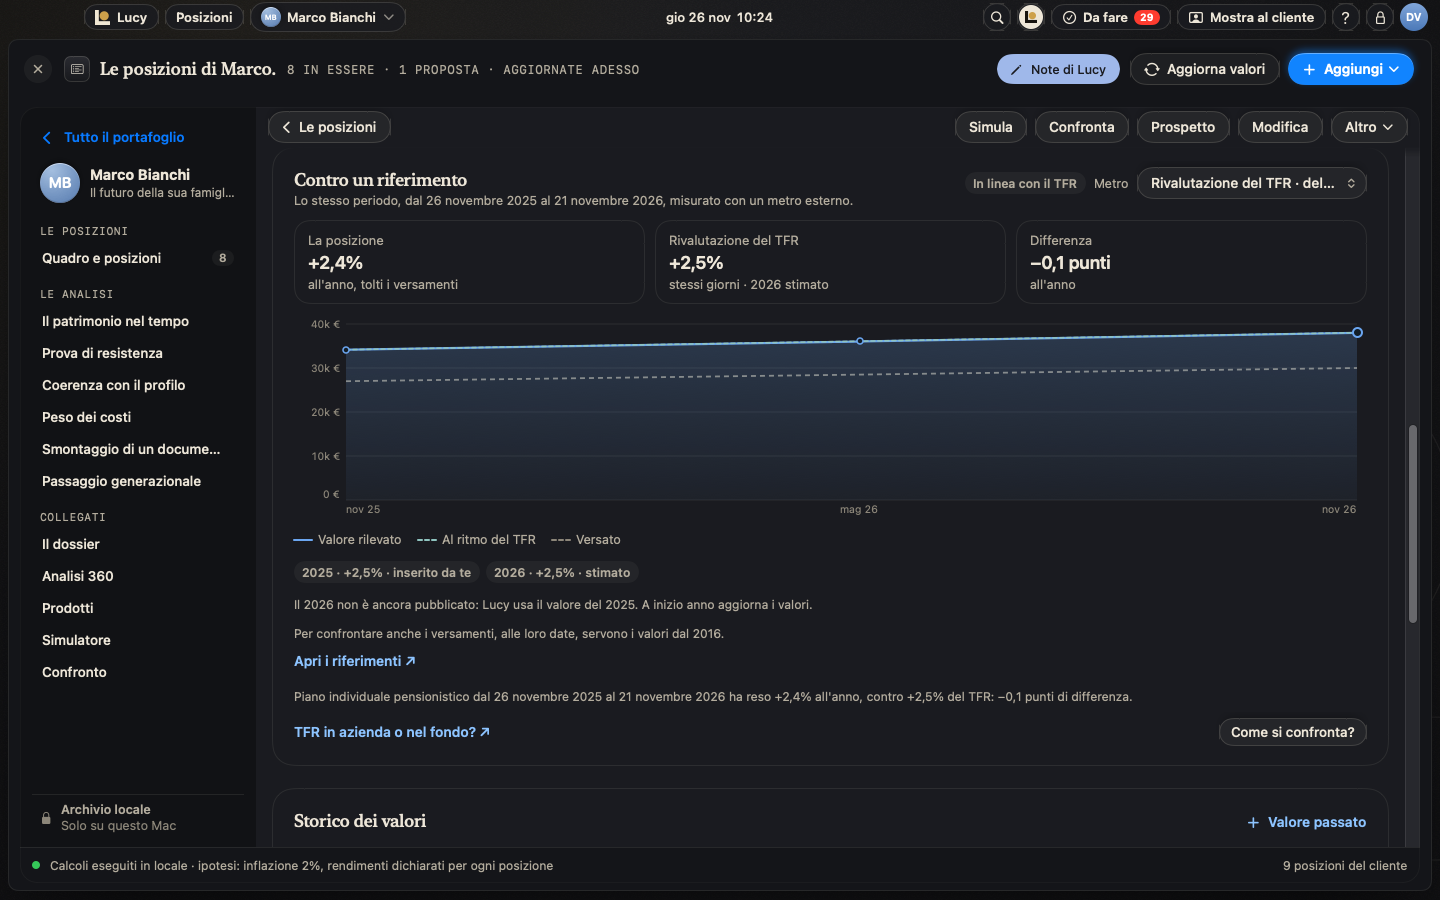 Lucy
Posizioni
MB Marco Bianchi
gio 26 nov 10:24
Da fare 29
Mostra al cliente
?
DV
Le posizioni di Marco.
8 IN ESSERE · 1 PROPOSTA · AGGIORNATE ADESSO
Note di Lucy
Aggiorna valori
+ Aggiungi
Tutto il portafoglio
MB
Marco Bianchi
Il futuro della sua famigl...
LE POSIZIONI
Quadro e posizioni 8
LE ANALISI
Il patrimonio nel tempo
Prova di resistenza
Coerenza con il profilo
Peso dei costi
Smontaggio di un docume...
Passaggio generazionale
COLLEGATI
Il dossier
Analisi 360
Prodotti
Simulatore
Confronto
Archivio locale
Solo su questo Mac
Le posizioni
Simula
Confronta
Prospetto
Modifica
Altro
Contro un riferimento
Lo stesso periodo, dal 26 novembre 2025 al 21 novembre 2026, misurato con un metro esterno.
In linea con il TFR
Metro
Rivalutazione del TFR · del...
La posizione
+2,4%
all'anno, tolti i versamenti
Rivalutazione del TFR
+2,5%
stessi giorni · 2026 stimato
Differenza
−0,1 punti
all'anno
40k €
30k €
20k €
10k €
0 €
nov 25
mag 26
nov 26
Valore rilevato
Al ritmo del TFR
Versato
2025 · +2,5% · inserito da te
2026 · +2,5% · stimato
Il 2026 non è ancora pubblicato: Lucy usa il valore del 2025. A inizio anno aggiorna i valori.
Per confrontare anche i versamenti, alle loro date, servono i valori dal 2016.
Apri i riferimenti ↗
Piano individuale pensionistico dal 26 novembre 2025 al 21 novembre 2026 ha reso +2,4% all'anno, contro +2,5% del TFR: −0,1 punti di differenza.
TFR in azienda o nel fondo? ↗
Come si confronta?
Storico dei valori
+ Valore passato
Calcoli eseguiti in locale · ipotesi: inflazione 2%, rendimenti dichiarati per ogni posizione
9 posizioni del cliente